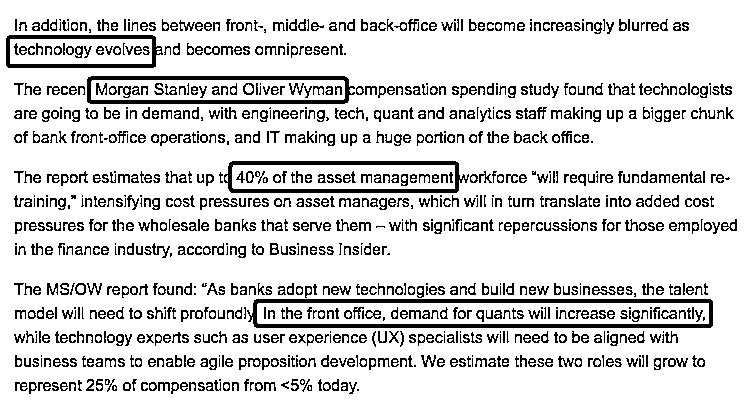 In addition, the lines between front-, middle- and back-office will become increasingly blurred as
technology evolves and becomes omnipresent.
The recen Morgan Stanley and Oliver Wyman compensation spending study found that technologists
are going to be in demand, with engineering, tech, quant and analytics staff making up a bigger chunk
of bank front-office operations, and IT making up a huge portion of the back office.
The report estimates that up to 40% of the asset management workforce “will require fundamental re-
training,” intensifying cost pressures on asset managers, which will in turn translate into added cost
pressures for the wholesale banks that serve them – with significant repercussions for those employed
in the finance industry, according to Business Insider.
The MS/OW report found: “As banks adopt new technologies and build new businesses, the talent
model will need to shift profoundly. In the front office, demand for quants will increase significantly,
while technology experts such as user experience (UX) specialists will need to be aligned with
business teams to enable agile proposition development. We estimate these two roles will grow to
represent 25% of compensation from <5% today.